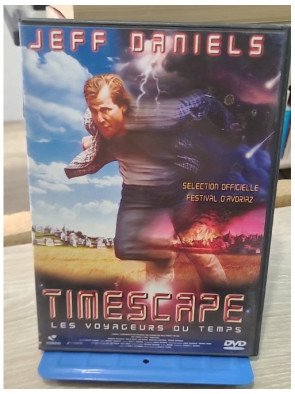 JEFF DANIELS
SELECTION OFFICIELLE
FESTIVAL D'AVORIAZ
TIMESCAPE
LES VOYAGEURS DU TEMPS
DVD